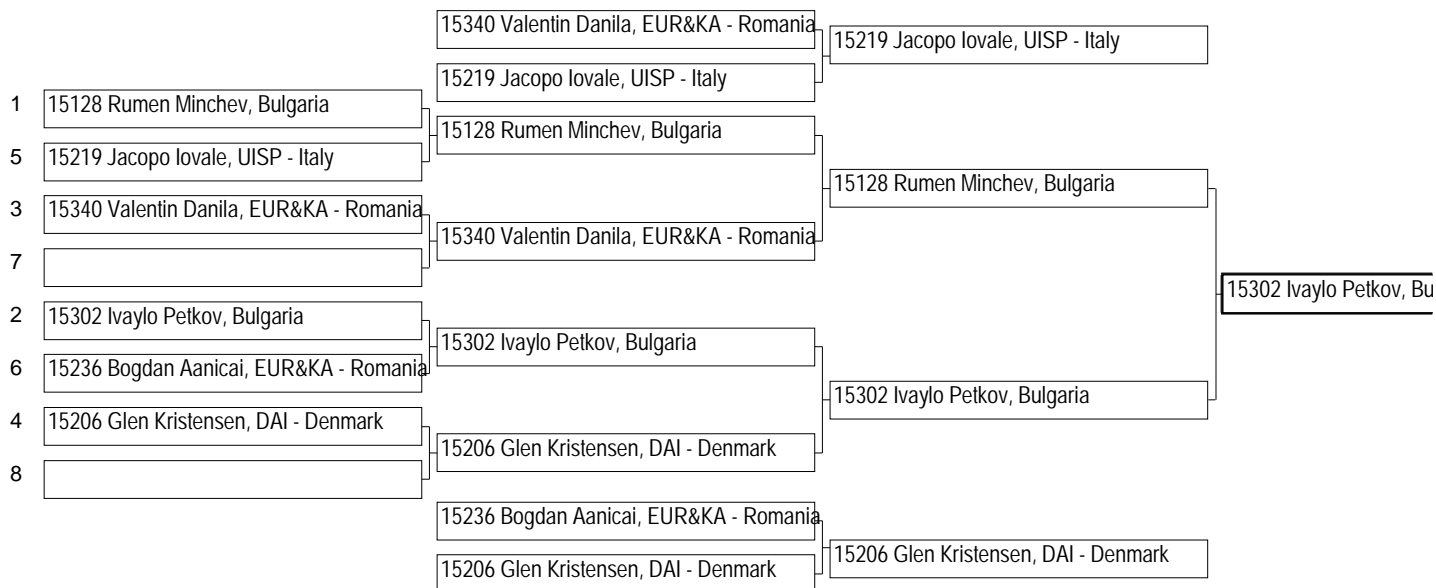 15340 Valentin Danila, EUR&KA - Romania
15219 Jacopo Iovale, UISP - Italy
15219 Jacopo Iovale, UISP - Italy
1 15128 Rumen Minchev, Bulgaria
15128 Rumen Minchev, Bulgaria
5 15219 Jacopo Iovale, UISP - Italy
15128 Rumen Minchev, Bulgaria
3 15340 Valentin Danila, EUR&KA - Romania
15340 Valentin Danila, EUR&KA - Romania
7
15302 Ivaylo Petkov, Bu
2 15302 Ivaylo Petkov, Bulgaria
15302 Ivaylo Petkov, Bulgaria
6 15236 Bogdan Aanicai, EUR&KA - Romania
15302 Ivaylo Petkov, Bulgaria
4 15206 Glen Kristensen, DAI - Denmark
15206 Glen Kristensen, DAI - Denmark
8
15236 Bogdan Aanicai, EUR&KA - Romania
15206 Glen Kristensen, DAI - Denmark
15206 Glen Kristensen, DAI - Denmark